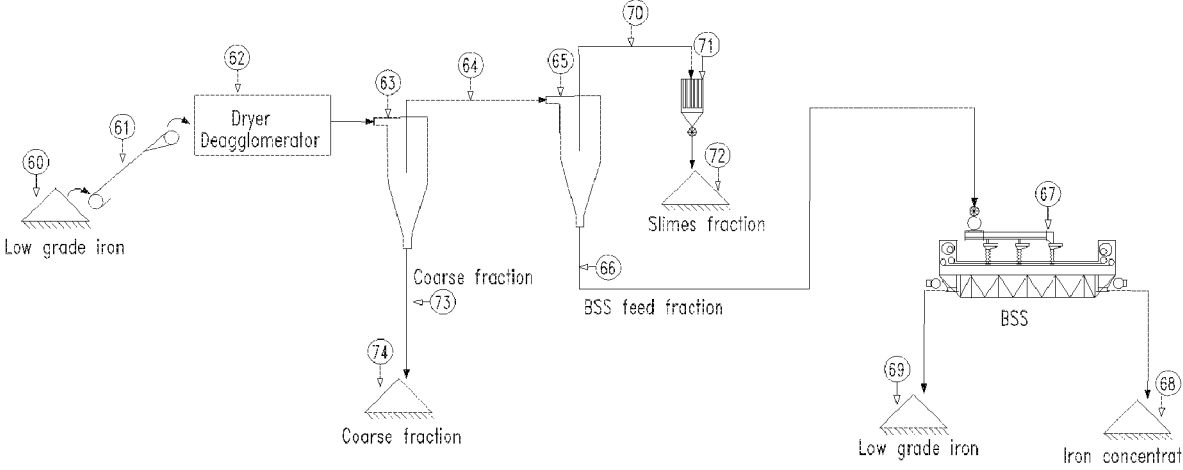 70
62
71
65
64
63
61
Dryer
Deagglomerator
60
72
67
Low grade iron
Slimes fraction
66
Coarse fraction
73
BSS feed fraction
BSS
74
69
68
Coarse fraction
Low grade iron
Iron concentrat